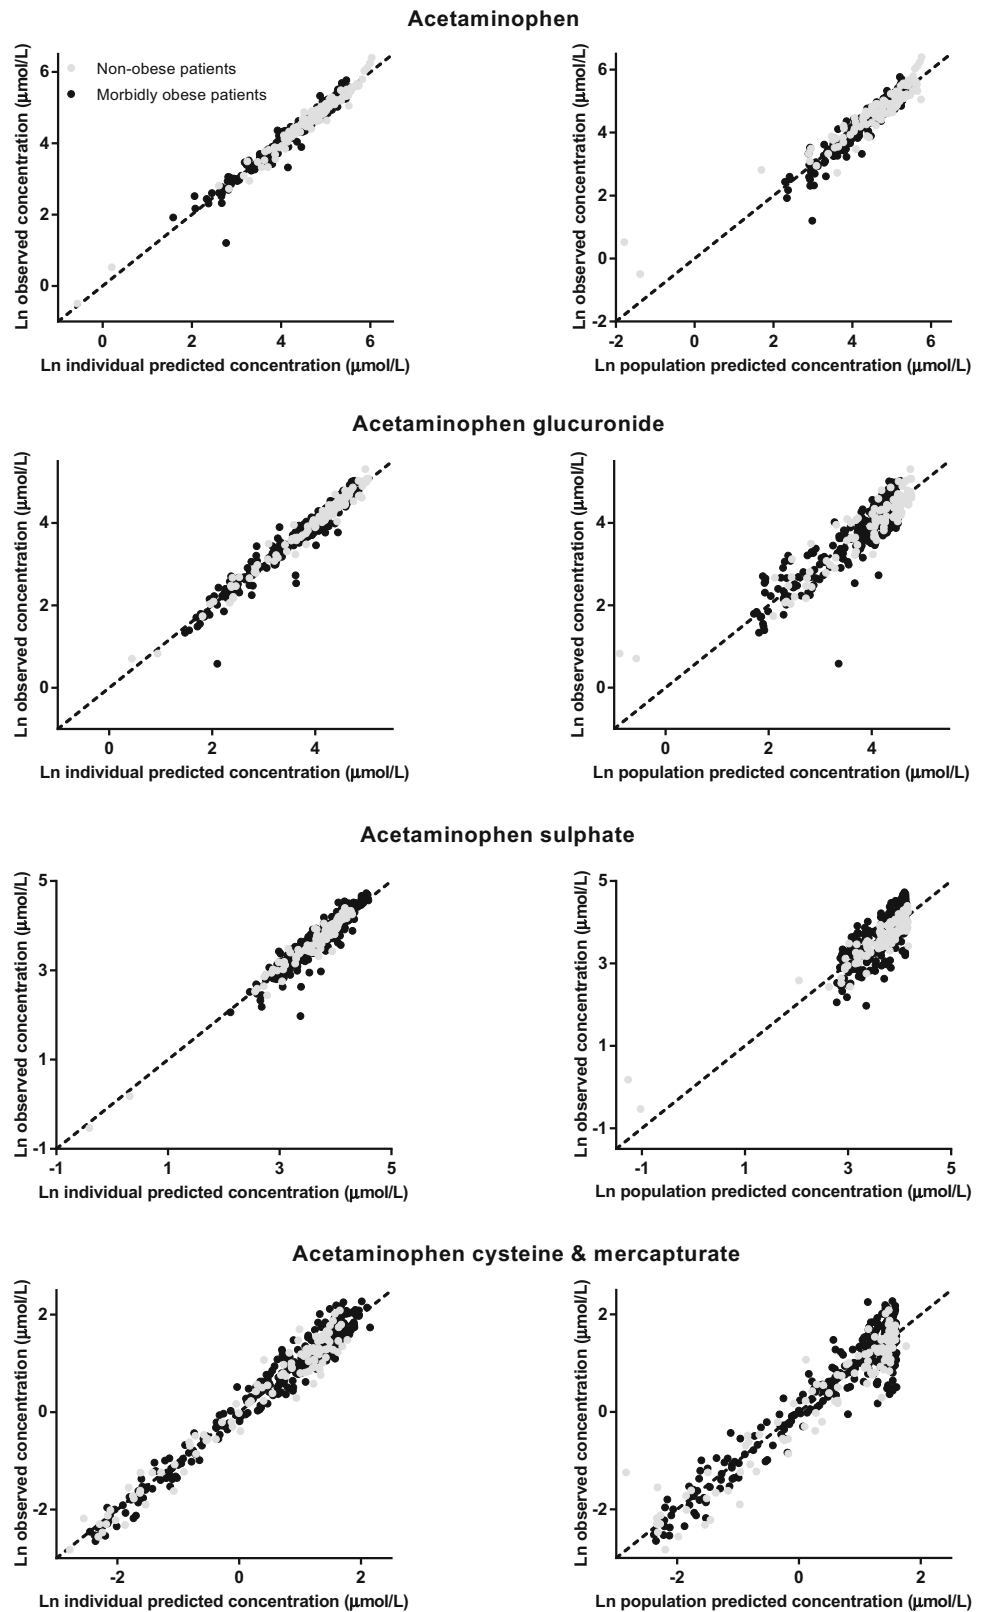 Acetaminophen
Ln observed concentration (µmol/L)
6
4
2
0
Non-obese patients
Morbidly obese patients
0 2 4 6
Ln individual predicted concentration (µmol/L)
Ln observed concentration (µmol/L)
6
4
2
0
-2
-2 0 2 4 6
Ln population predicted concentration (µmol/L)
Acetaminophen glucuronide
Ln observed concentration (µmol/L)
4
2
0
0 2 4
Ln individual predicted concentration (µmol/L)
Ln observed concentration (µmol/L)
4
2
0
0 2 4
Ln population predicted concentration (µmol/L)
Acetaminophen sulphate
Ln observed concentration (µmol/L)
5
3
1
-1
-1 1 3 5
Ln individual predicted concentration (µmol/L)
Ln observed concentration (µmol/L)
5
3
1
-1
-1 1 3 5
Ln population predicted concentration (µmol/L)
Acetaminophen cysteine & mercapturate
Ln observed concentration (µmol/L)
2
0
-2
-2 0 2
Ln individual predicted concentration (µmol/L)
Ln observed concentration (µmol/L)
2
0
-2
-2 0 2
Ln population predicted concentration (µmol/L)